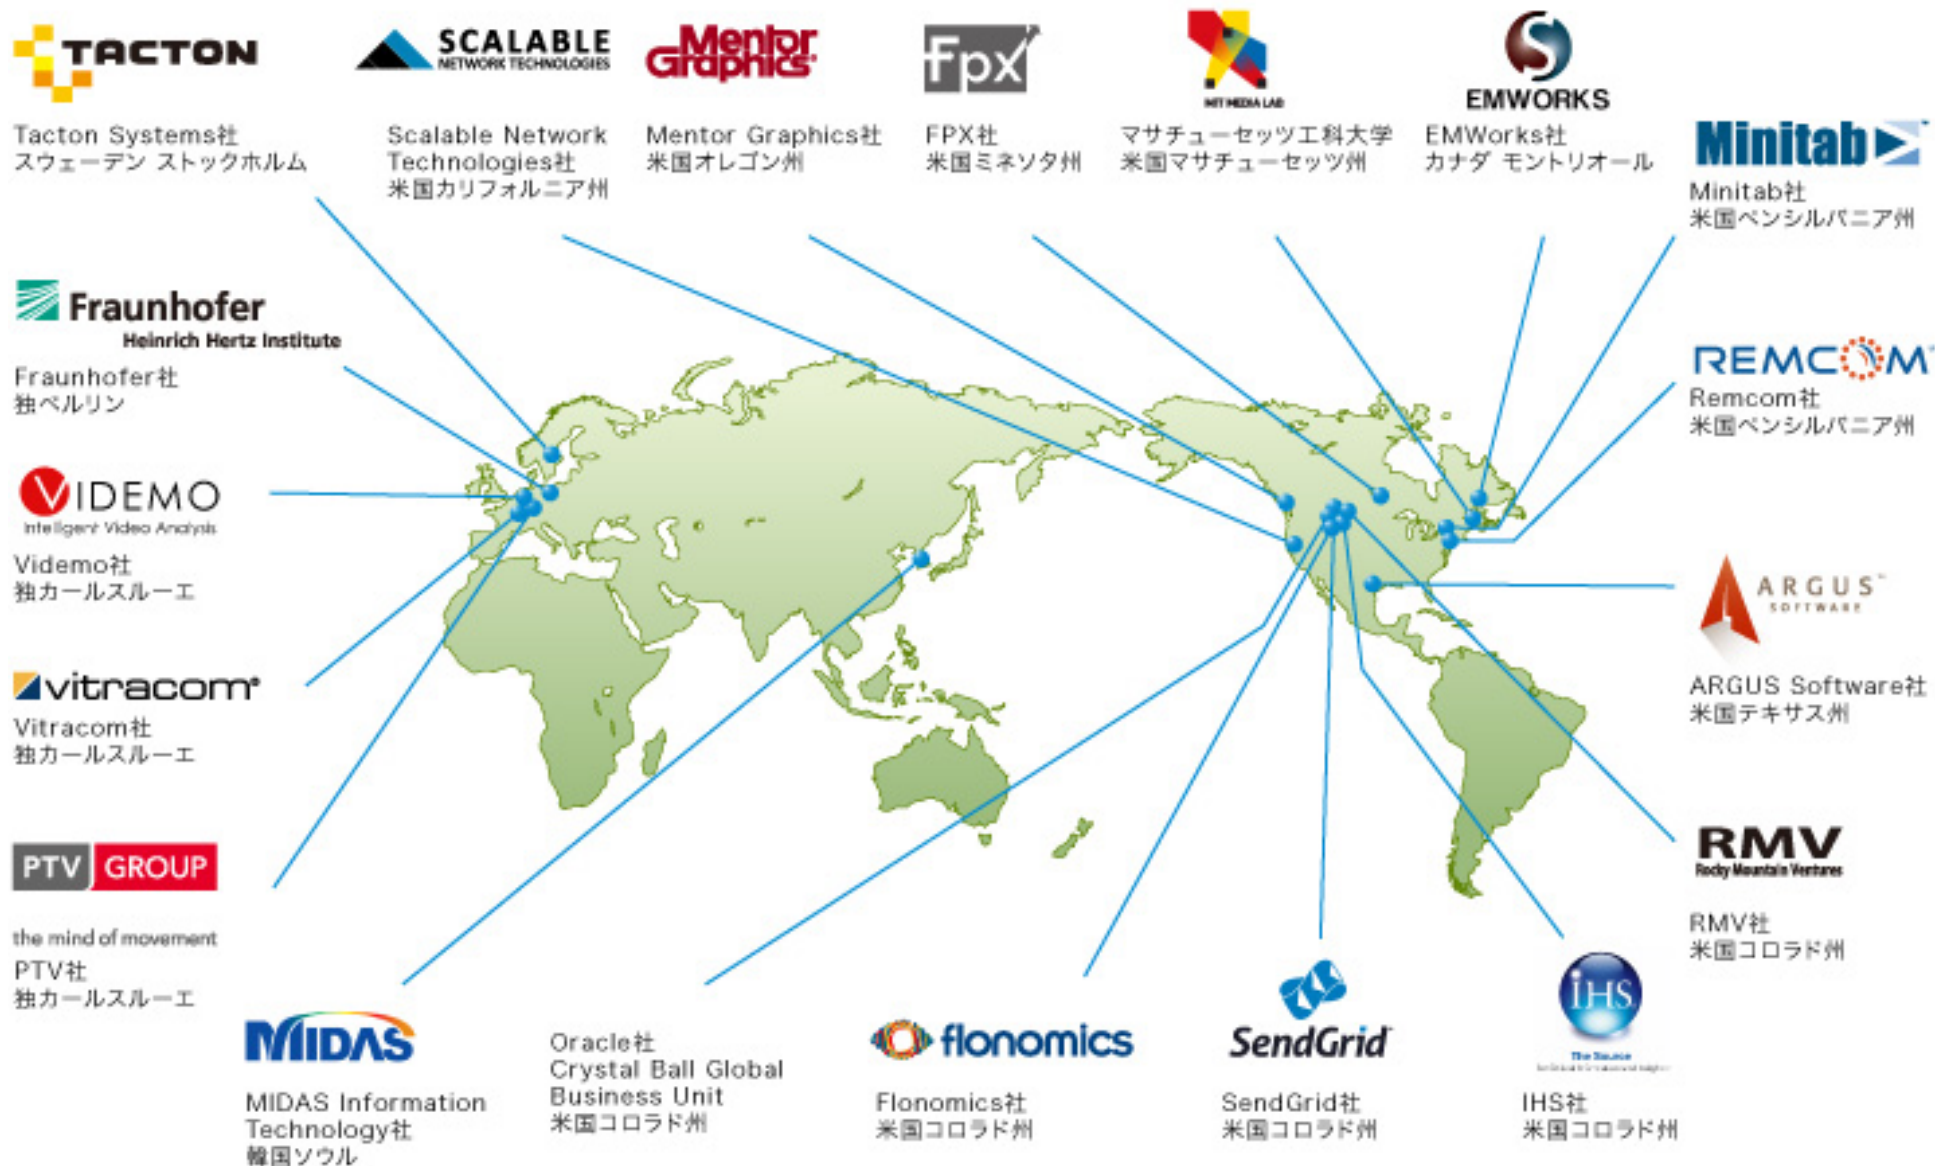 TACTON
Tacton Systems社
スウェーデン ストックホルム
SCALABLE
NETWORK TECHNOLOGIES
Scalable Network
Technologies社
米国カリフォルニア州
Mentor
Graphics
Mentor Graphics社
米国オレゴン州
Fpx
FPX社
米国ミネソタ州
MIT MEDIA LAB
マサチューセッツ工科大学
米国マサチューセッツ州
EMWORKS
EMWorks社
カナダ モントリオール
Minitab
Minitab社
米国ペンシルバニア州
Fraunhofer
Heinrich Hertz Institute
Fraunhofer社
独ベルリン
REMCOM
Remcom社
米国ペンシルバニア州
VIDEMO
Intelligent Video Analysis
Videmo社
独カールスルーエ
ARGUS
SOFTWARE
ARGUS Software社
米国テキサス州
vitracom
Vitracom社
独カールスルーエ
PTV GROUP
the mind of movement
PTV社
独カールスルーエ
RMV
Rocky Mountain Ventures
RMV社
米国コロラド州
MIDAS
MIDAS Information
Technology社
韓国ソウル
Oracle社
Crystal Ball Global
Business Unit
米国コロラド州
flonomics
Flonomics社
米国コロラド州
SendGrid
SendGrid社
米国コロラド州
IHS
The Source
IHS社
米国コロラド州